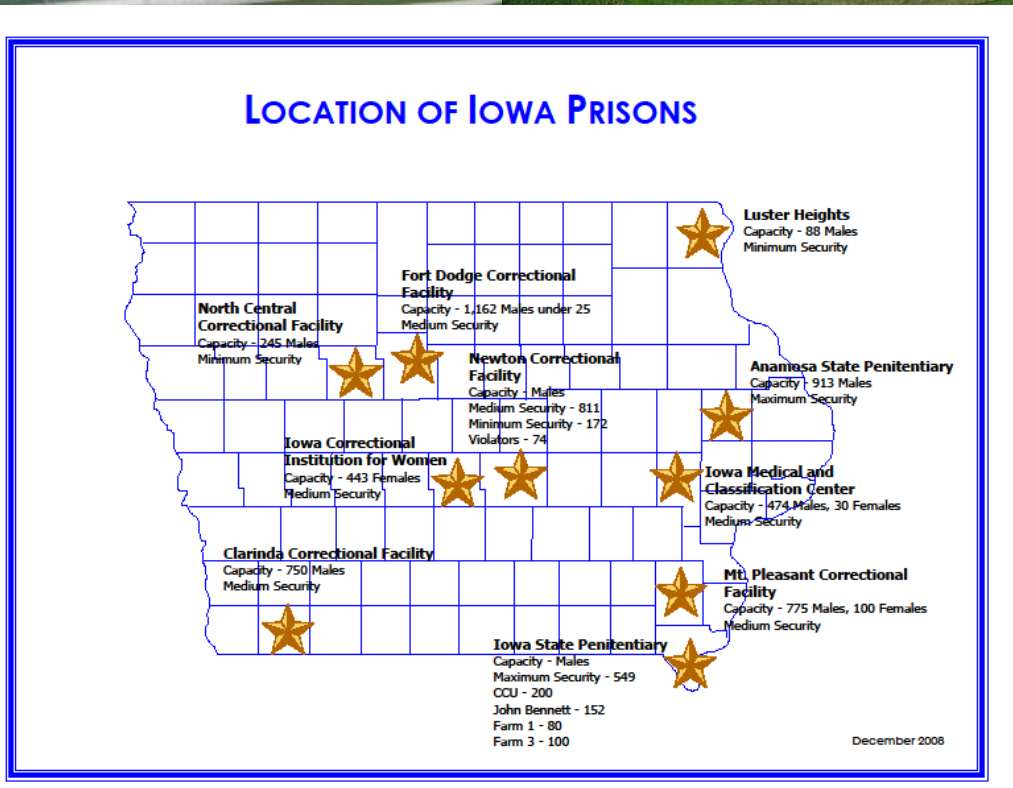 LOCATION OF IOWA PRISONS
Luster Heights
Capacity - 88 Males
Minimum Security
Fort Dodge Correctional
Facility
Capacity - 1,162 Males under 25
Medium Security
North Central
Correctional Facility
Capacity - 245 Males
Minimum Security
Newton Correctional
Facility
Capacity - Males
Medium Security - 811
Minimum Security - 172
Violators - 74
Anamosa State Penitentiary
Capacity - 913 Males
Maximum Security
Iowa Correctional
Institution for Women
Capacity - 443 Females
Medium Security
Iowa Medical and
Classification Center
Capacity - 474 Males, 30 Females
Medium Security
Clarinda Correctional Facility
Capacity - 750 Males
Medium Security
Mt. Pleasant Correctional
Facility
Capacity - 775 Males, 100 Females
Medium Security
Iowa State Penitentiary
Capacity - Males
Maximum Security - 549
CCU - 200
John Bennett - 152
Farm 1 - 80
Farm 3 - 100
December 2008